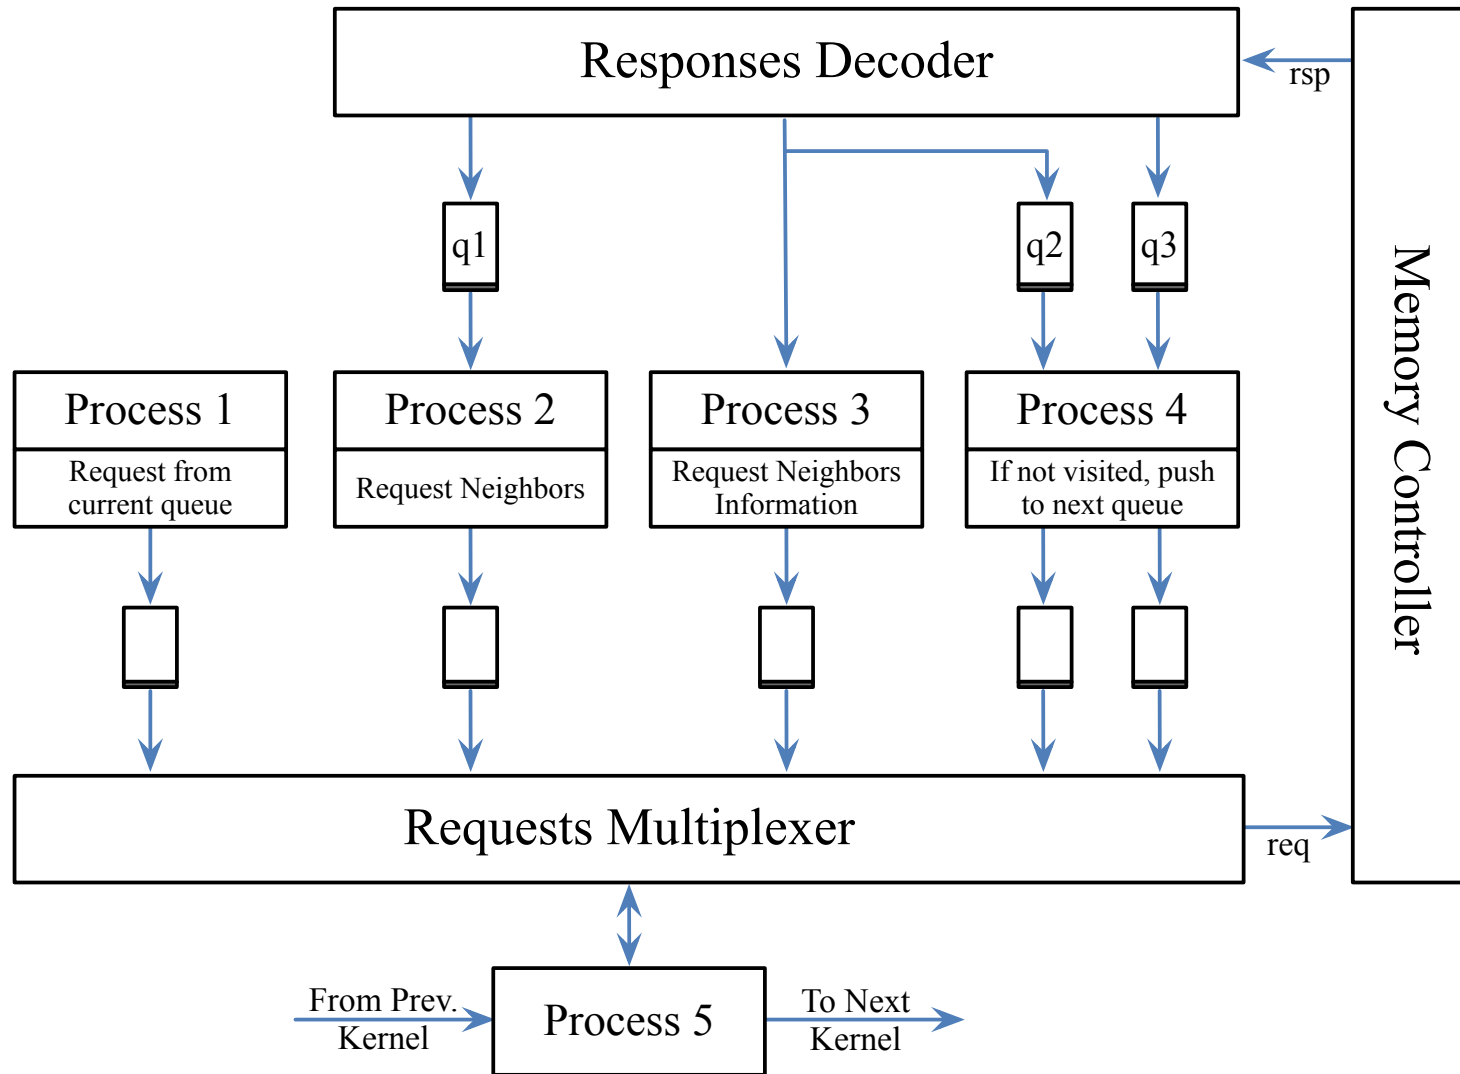 Responses Decoder
rsp
q1
q2
q3
Memory Controller
Process 1
Request from
current queue
Process 2
Request Neighbors
Process 3
Request Neighbors
Information
Process 4
If not visited, push
to next queue
Requests Multiplexer
req
From Prev.
Kernel
Process 5
To Next
Kernel